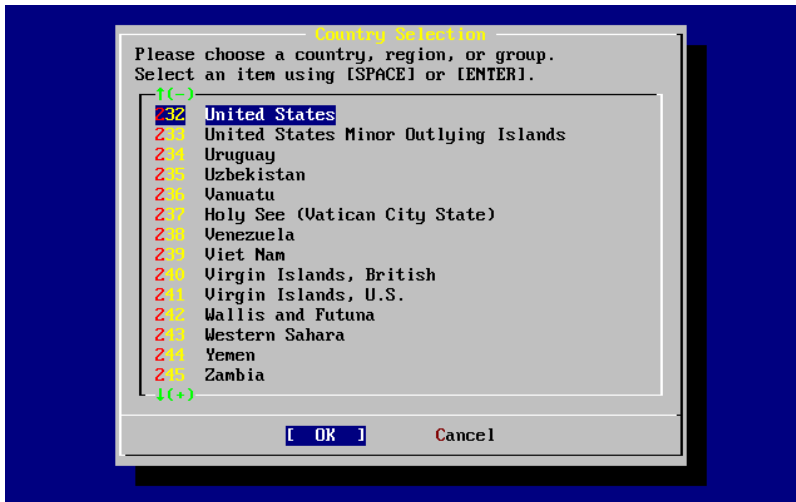 Country Selection
Please choose a country, region, or group.
Select an item using [SPACE] or [ENTER].
↑(-)
232 United States
233 United States Minor Outlying Islands
234 Uruguay
235 Uzbekistan
236 Vanuatu
237 Holy See (Vatican City State)
238 Venezuela
239 Viet Nam
240 Virgin Islands, British
241 Virgin Islands, U.S.
242 Wallis and Futuna
243 Western Sahara
244 Yemen
245 Zambia
↓(+)
[ OK ] Cancel